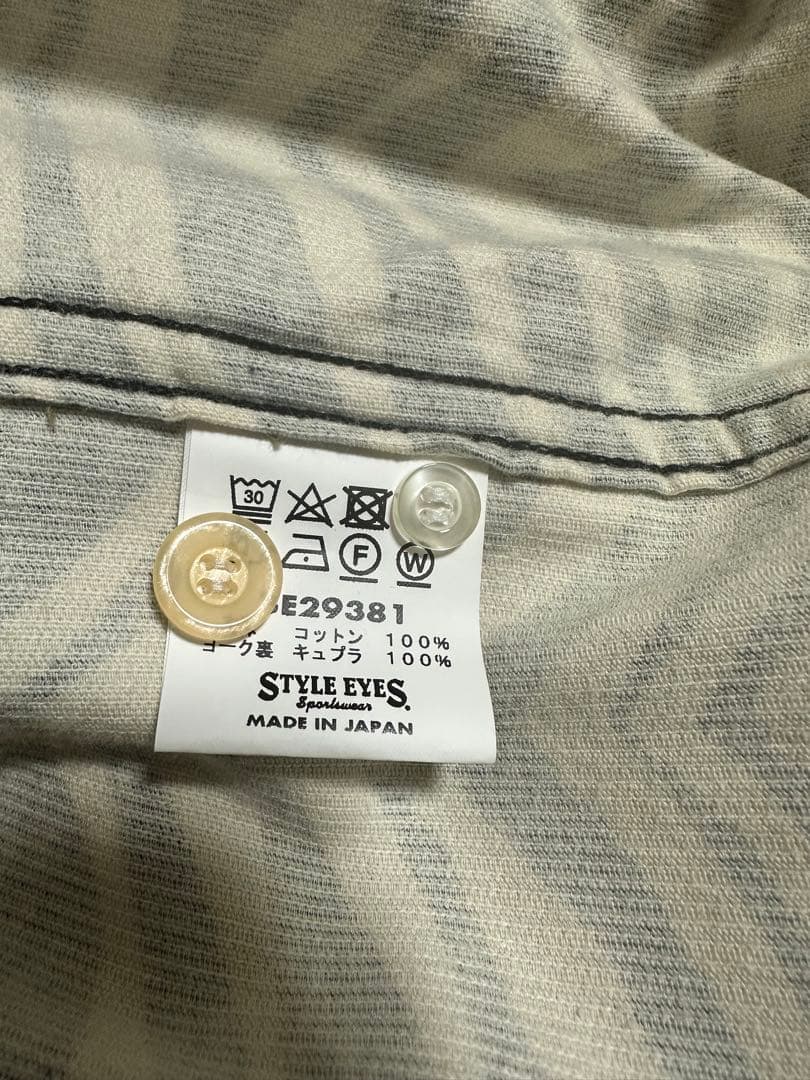 30
F W
E29381
コットン 100%
ヨーク裏 キュプラ 100%
STYLE EYES.
Sportswear
MADE IN JAPAN